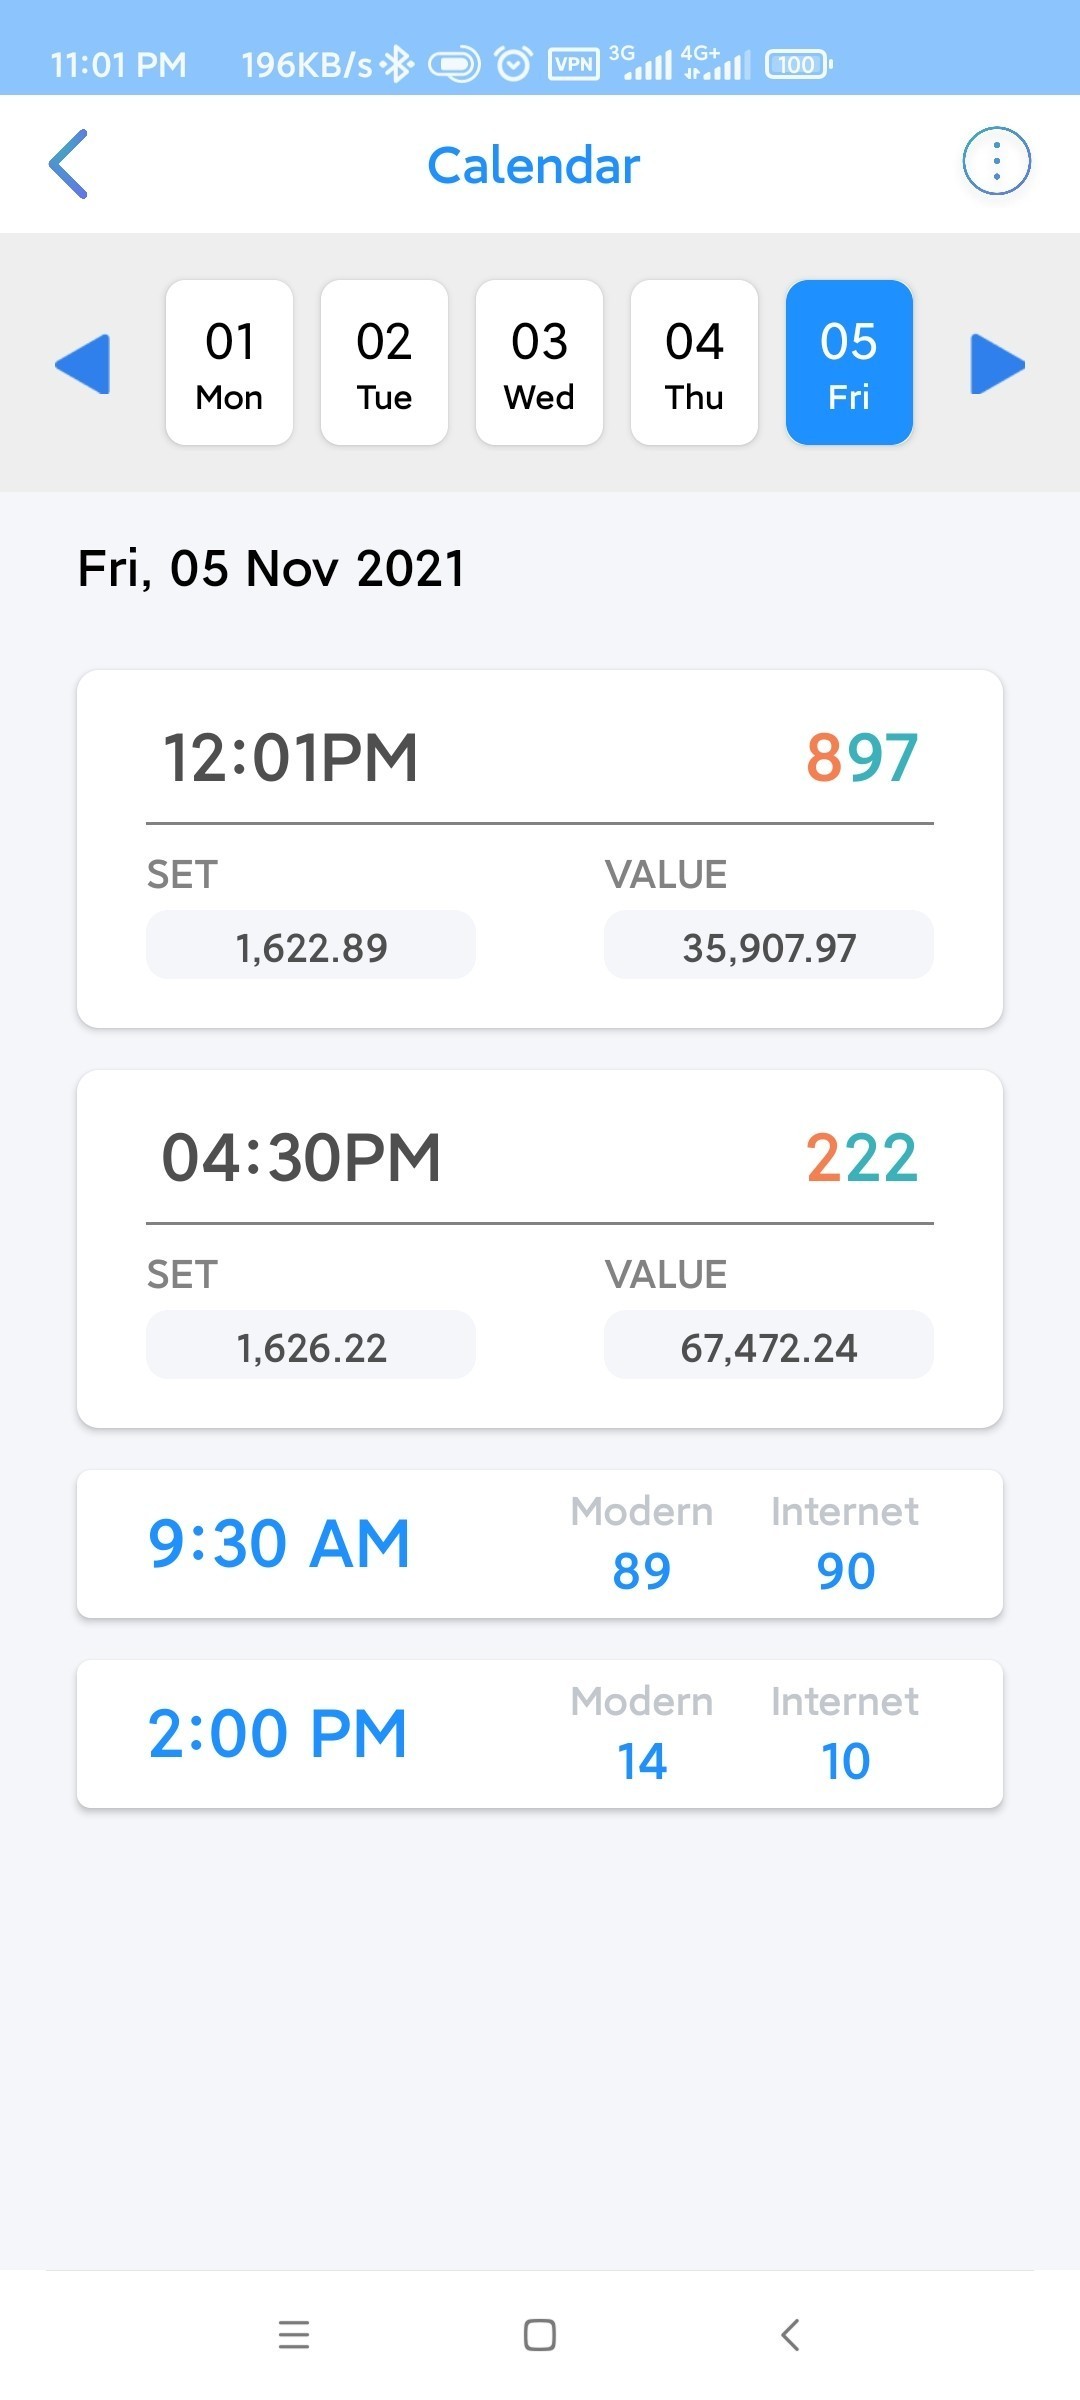 11:01 PM 196KB/s VPN 3G 4G+ 100
Calendar
01 02 03 04 05
Mon Tue Wed Thu Fri
Fri, 05 Nov 2021
12:01PM 897
SET VALUE
1,622.89 35,907.97
04:30PM 222
SET VALUE
1,626.22 67,472.24
Modern Internet
9:30 AM 89 90
Modern Internet
2:00 PM 14 10